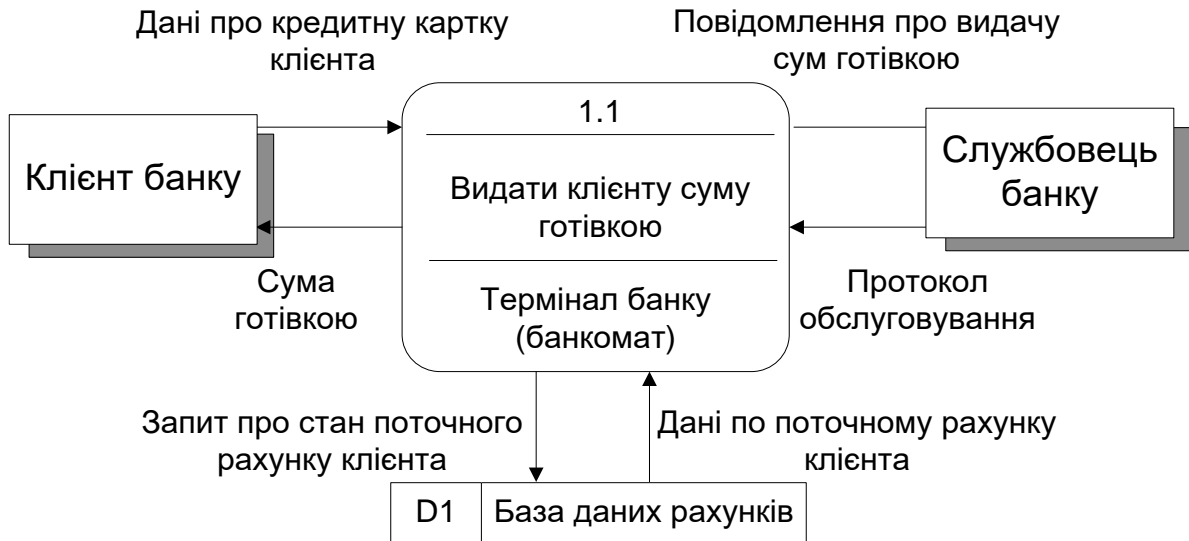 Дані про кредитну картку
клієнта
Повідомлення про видачу
сум готівкою
1.1
Клієнт банку
Видати клієнту суму
готівкою
Службовець
банку
Сума
готівкою
Термінал банку
(банкомат)
Протокол
обслуговування
Запит про стан поточного
рахунку клієнта
Дані по поточному рахунку
клієнта
D1
База даних рахунків